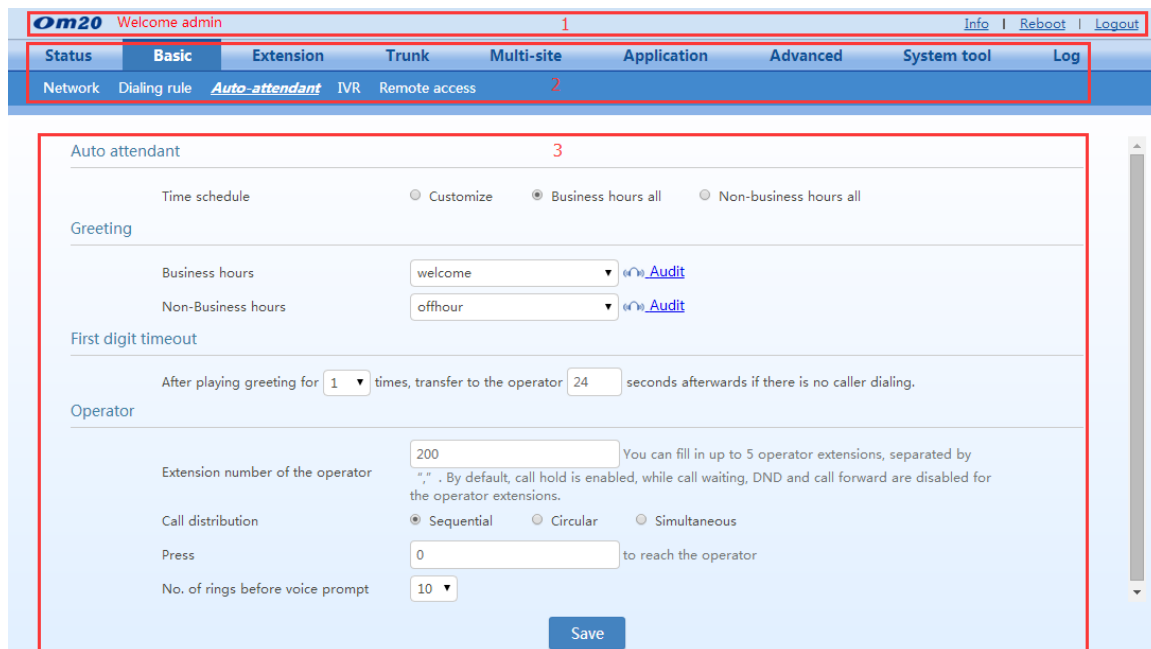 Om20 Welcome admin 1 Info | Reboot | Logout
Status Basic Extension Trunk Multi-site Application Advanced System tool Log
Network Dialing rule Auto-attendant IVR Remote access 2
Auto attendant 3
Time schedule Customize Business hours all Non-business hours all
Greeting
Business hours welcome Audit
Non-Business hours offhour Audit
First digit timeout
After playing greeting for 1 times, transfer to the operator 24 seconds afterwards if there is no caller dialing.
Operator
Extension number of the operator 200 You can fill in up to 5 operator extensions, separated by
"," . By default, call hold is enabled, while call waiting, DND and call forward are disabled for
the operator extensions.
Call distribution Sequential Circular Simultaneous
Press 0 to reach the operator
No. of rings before voice prompt 10
Save